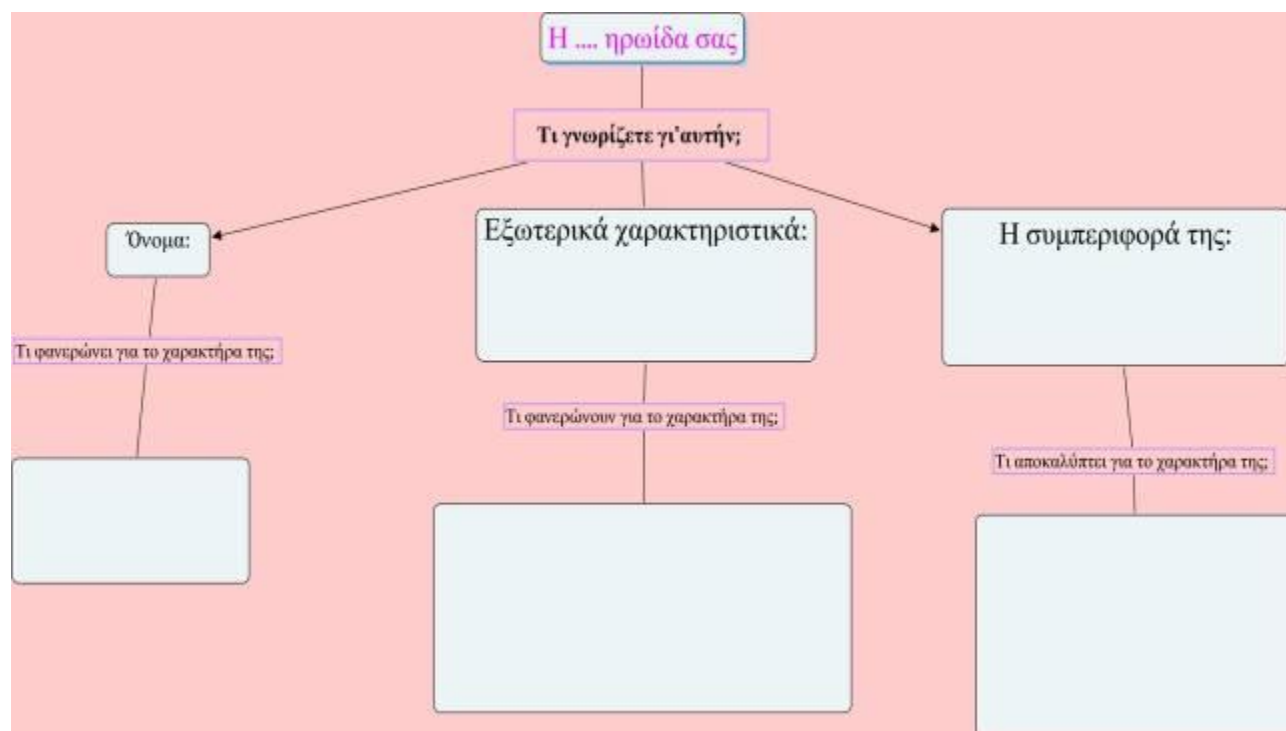 Η .... ηρωίδα σας
Τι γνωρίζετε γι'αυτήν;
Όνομα:
Εξωτερικά χαρακτηριστικά:
Η συμπεριφορά της:
Τι φανερώνει για το χαρακτήρα της;
Τι φανερώνουν για το χαρακτήρα της;
Τι αποκαλύπτει για το χαρακτήρα της;